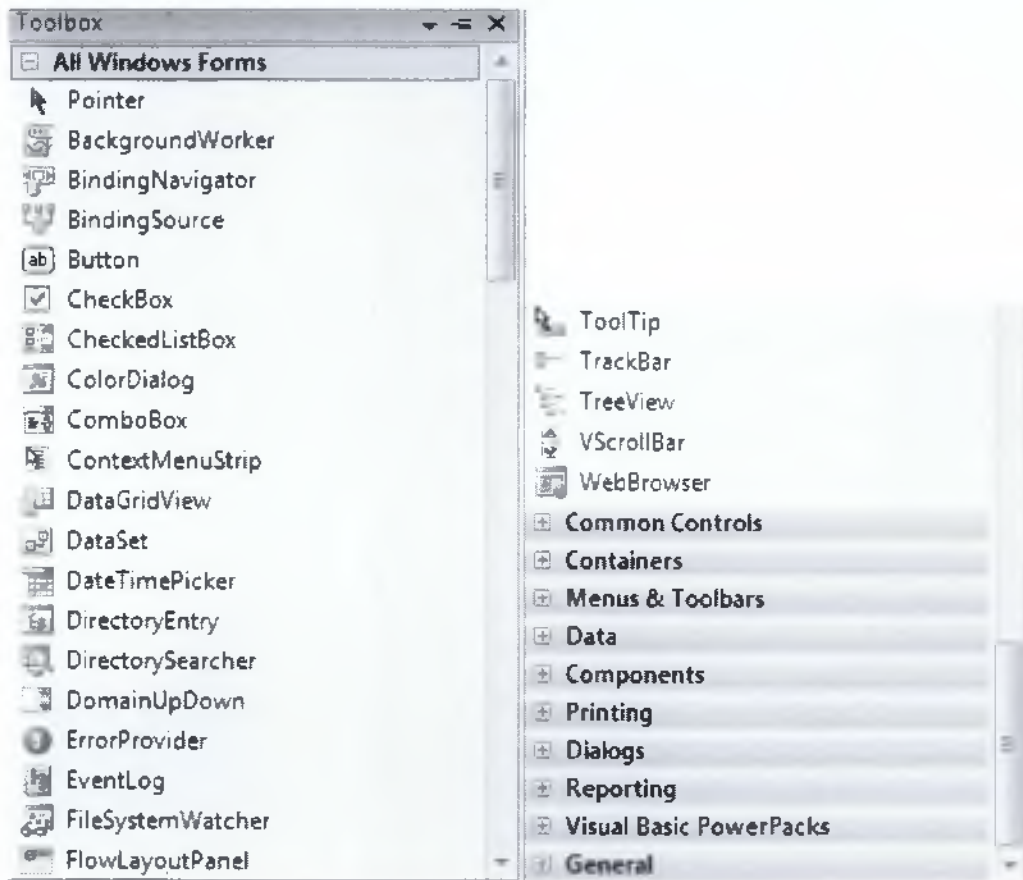 Toolbox
All Windows Forms
Pointer
BackgroundWorker
BindingNavigator
BindingSource
ab Button
CheckBox
CheckedListBox
ColorDialog
ComboBox
ContextMenuStrip
DataGridView
DataSet
DateTimePicker
DirectoryEntry
DirectorySearcher
DomainUpDown
ErrorProvider
EventLog
FileSystemWatcher
FlowLayoutPanel
ToolTip
TrackBar
TreeView
VScrollBar
WebBrowser
Common Controls
Containers
Menus & Toolbars
Data
Components
Printing
Dialogs
Reporting
Visual Basic PowerPacks
General